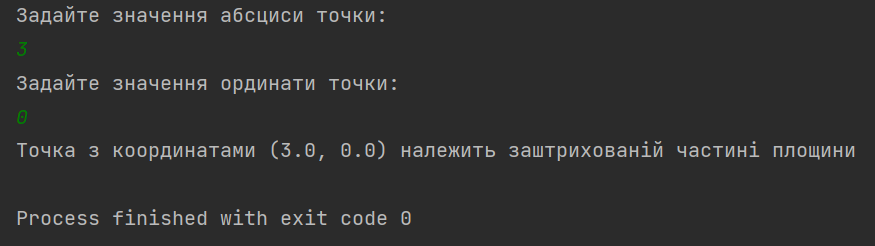 Задайте значення абсциси точки:
3
Задайте значення ординати точки:
0
Точка з координатами (3.0, 0.0) належить заштрихованій частині площини
Process finished with exit code 0